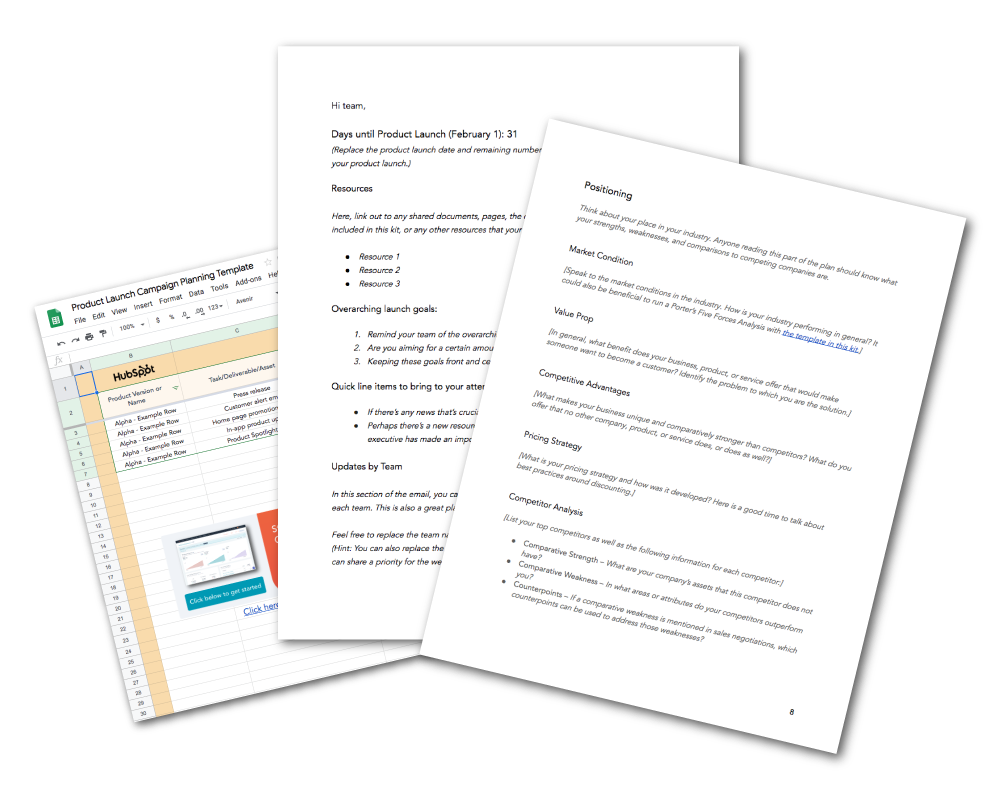 Product Launch Campaign Planning Template
File Edit View Insert Format Data Tools Add-ons
100% $ % .0 .00 123 Avenir
fx
A B C
HubSpot
Product Version or
Name
Task/Deliverable/Asset
Alpha - Example Row Press release
Alpha - Example Row Customer alert em
Alpha - Example Row Home page promotion
Alpha - Example Row In-app product up
Alpha - Example Row Product Spotlight
1
2
3
4
5
6
7
8
9
10
11
12
13
14
15
16
17
18
19
20
21
22
23
24
25
26
27
28
29
30
Click below to get started
Click here
Hi team,
Days until Product Launch (February 1): 31
(Replace the product launch date and remaining number
your product launch.)
Resources
Here, link out to any shared documents, pages, the
included in this kit, or any other resources that your
● Resource 1
● Resource 2
● Resource 3
Overarching launch goals:
1. Remind your team of the overarchi
2. Are you aiming for a certain amou
3. Keeping these goals front and ce
Quick line items to bring to your atten
● If there's any news that's cruci
● Perhaps there's a new resourc
executive has made an impo
Updates by Team
In this section of the email, you ca
each team. This is also a great pla
Feel free to replace the team na
(Hint: You can also replace the
can share a priority for the we
Positioning
Think about your place in your industry. Anyone reading this part of the plan should know what
your strengths, weaknesses, and comparisons to competing companies are.
Market Condition
[Speak to the market conditions in the industry. How is your industry performing in general? It
could also be beneficial to run a Porter's Five Forces Analysis with the template in this kit.]
Value Prop
[In general, what benefit does your business, product, or service offer that would make
someone want to become a customer? Identify the problem to which you are the solution.]
Competitive Advantages
[What makes your business unique and comparatively stronger than competitors? What do you
offer that no other company, product, or service does, or does as well?]
Pricing Strategy
[What is your pricing strategy and how was it developed? Here is a good time to talk about
best practices around discounting.]
Competitor Analysis
[List your top competitors as well as the following information for each competitor:]
● Comparative Strength – What are your company's assets that this competitor does not
have?
● Comparative Weakness – In what areas or attributes do your competitors outperform
you?
● Counterpoints – If a comparative weakness is mentioned in sales negotiations, which
counterpoints can be used to address those weaknesses?
8